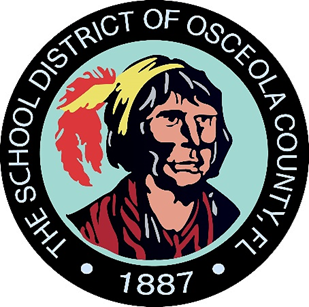 THE SCHOOL DISTRICT OF OSCEOLA COUNTY, FL
• 1887 •